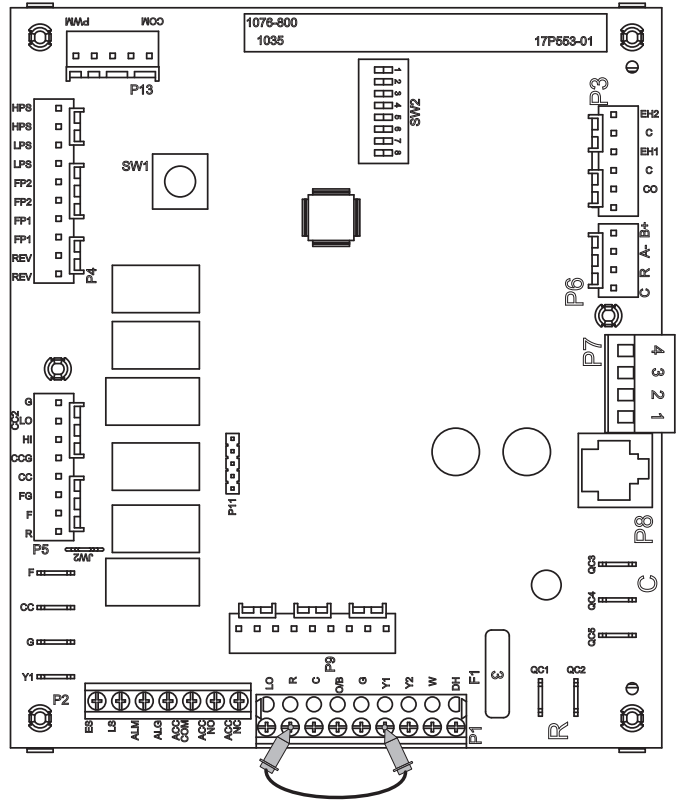 PWM COM
P13
1076-800
1035 17P553-01
SW2
1
2
3
4
5
6
7
8
P3
EH2
C
EH1
C
CO
HPS
HPS
LPS
LPS
FP2
FP2
FP1
FP1
REV
REV
P4
SW1
B+
A-
R
C
P6
P7
4
3
2
1
G
CC2
LO
HI
CCG
CC
FG
F
R
P5
JW2
P11
P8
F
CC
G
Y1
P2
QC3
C
QC4
QC5
P9
LO R C O/B G Y1 Y2 W DH
F1
3
QC1 QC2
R
P1
ES LS ALM ALG ACC COM ACC NO ACC NC